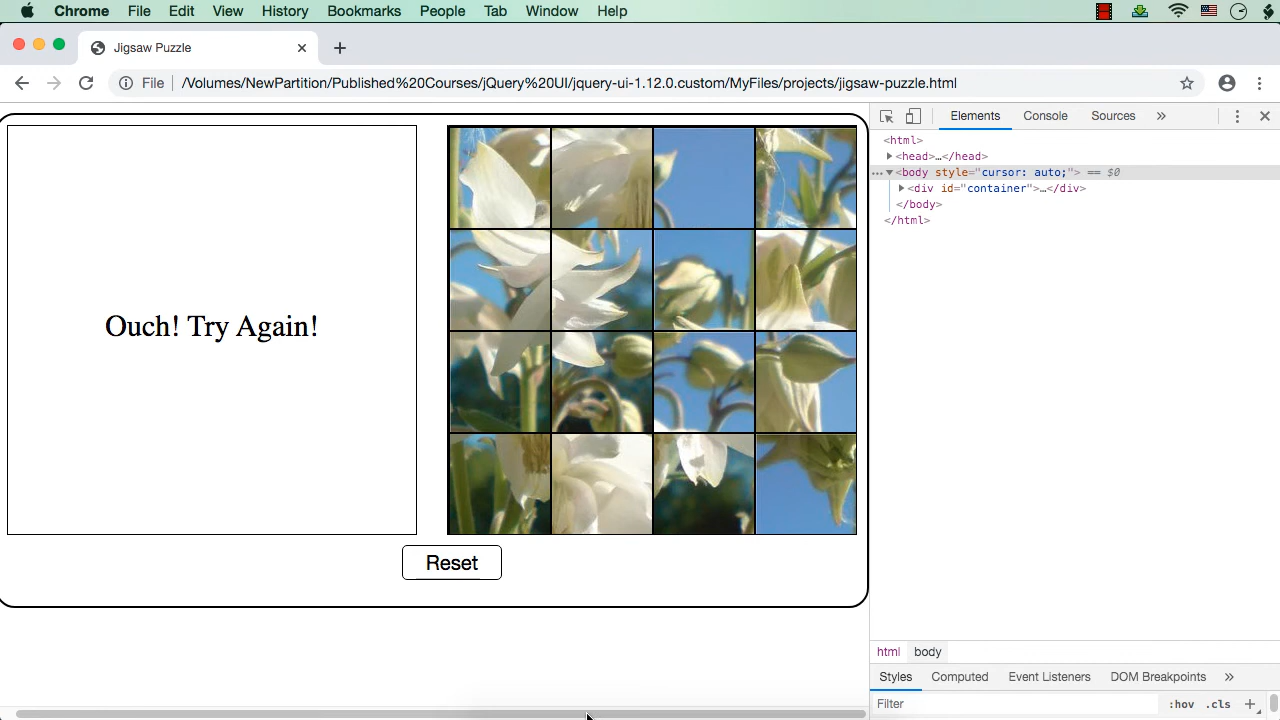 Chrome File Edit View History Bookmarks People Tab Window Help
Jigsaw Puzzle
File /Volumes/NewPartition/Published%20Courses/jQuery%20UI/jquery-ui-1.12.0.custom/MyFiles/projects/jigsaw-puzzle.html
Ouch! Try Again!
Reset
Elements Console Sources »
<html>
<head>…</head>
<body style="cursor: auto;"> == $0
<div id="container">…</div>
</body>
</html>
html body
Styles Computed Event Listeners DOM Breakpoints »
Filter :hov .cls +